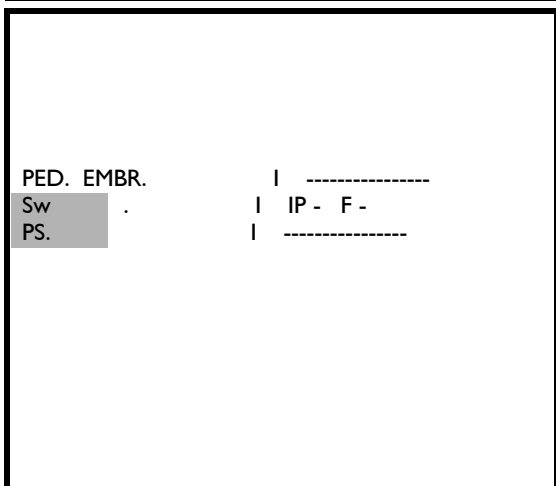 PED. EMBR. I ----------------
Sw . I IP - F -
PS. I ----------------